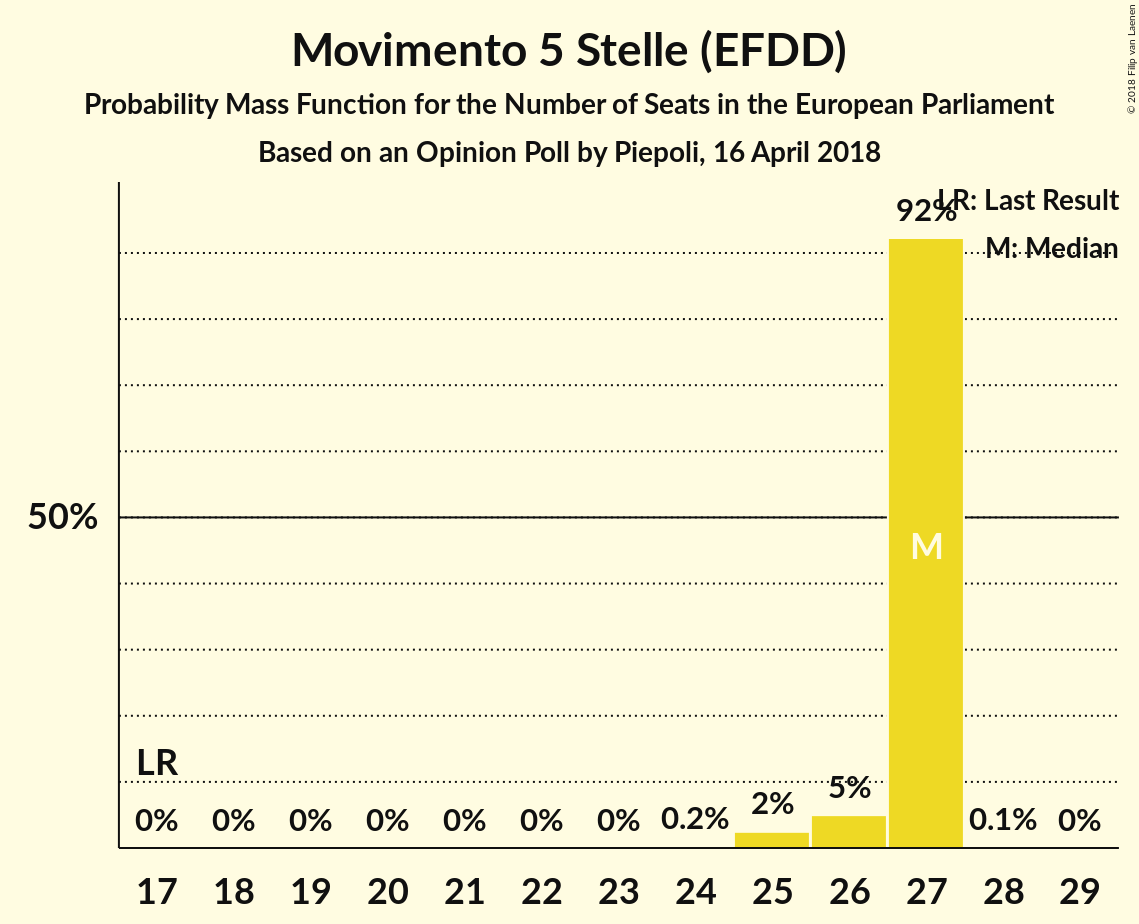 Movimento 5 Stelle (EFDD)
Probability Mass Function for the Number of Seats in the European Parliament
Based on an Opinion Poll by Piepoli, 16 April 2018
© 2018 Filip van Laenen
LR: Last Result
M: Median
92%
50%
M
LR
0% 0% 0% 0% 0% 0% 0% 0.2% 2% 5% 0.1% 0%
17 18 19 20 21 22 23 24 25 26 27 28 29